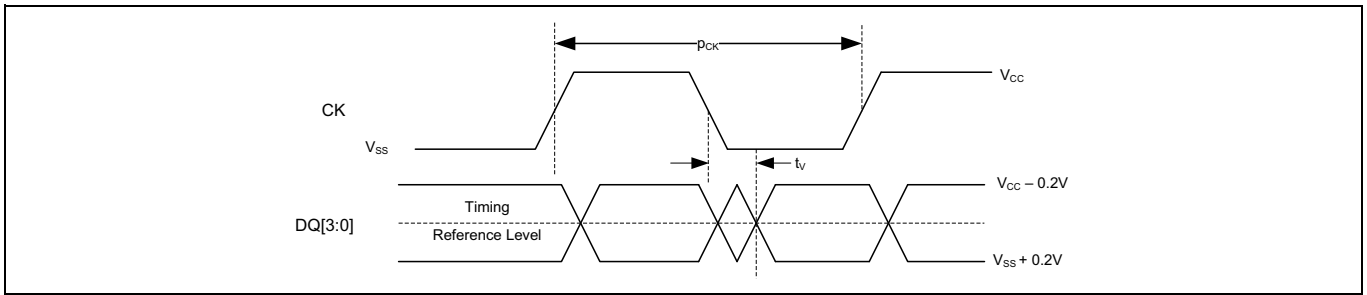 pCK
VCC
CK
VSS
tV
VCC – 0.2V
Timing
DQ[3:0]
Reference Level
VSS + 0.2V